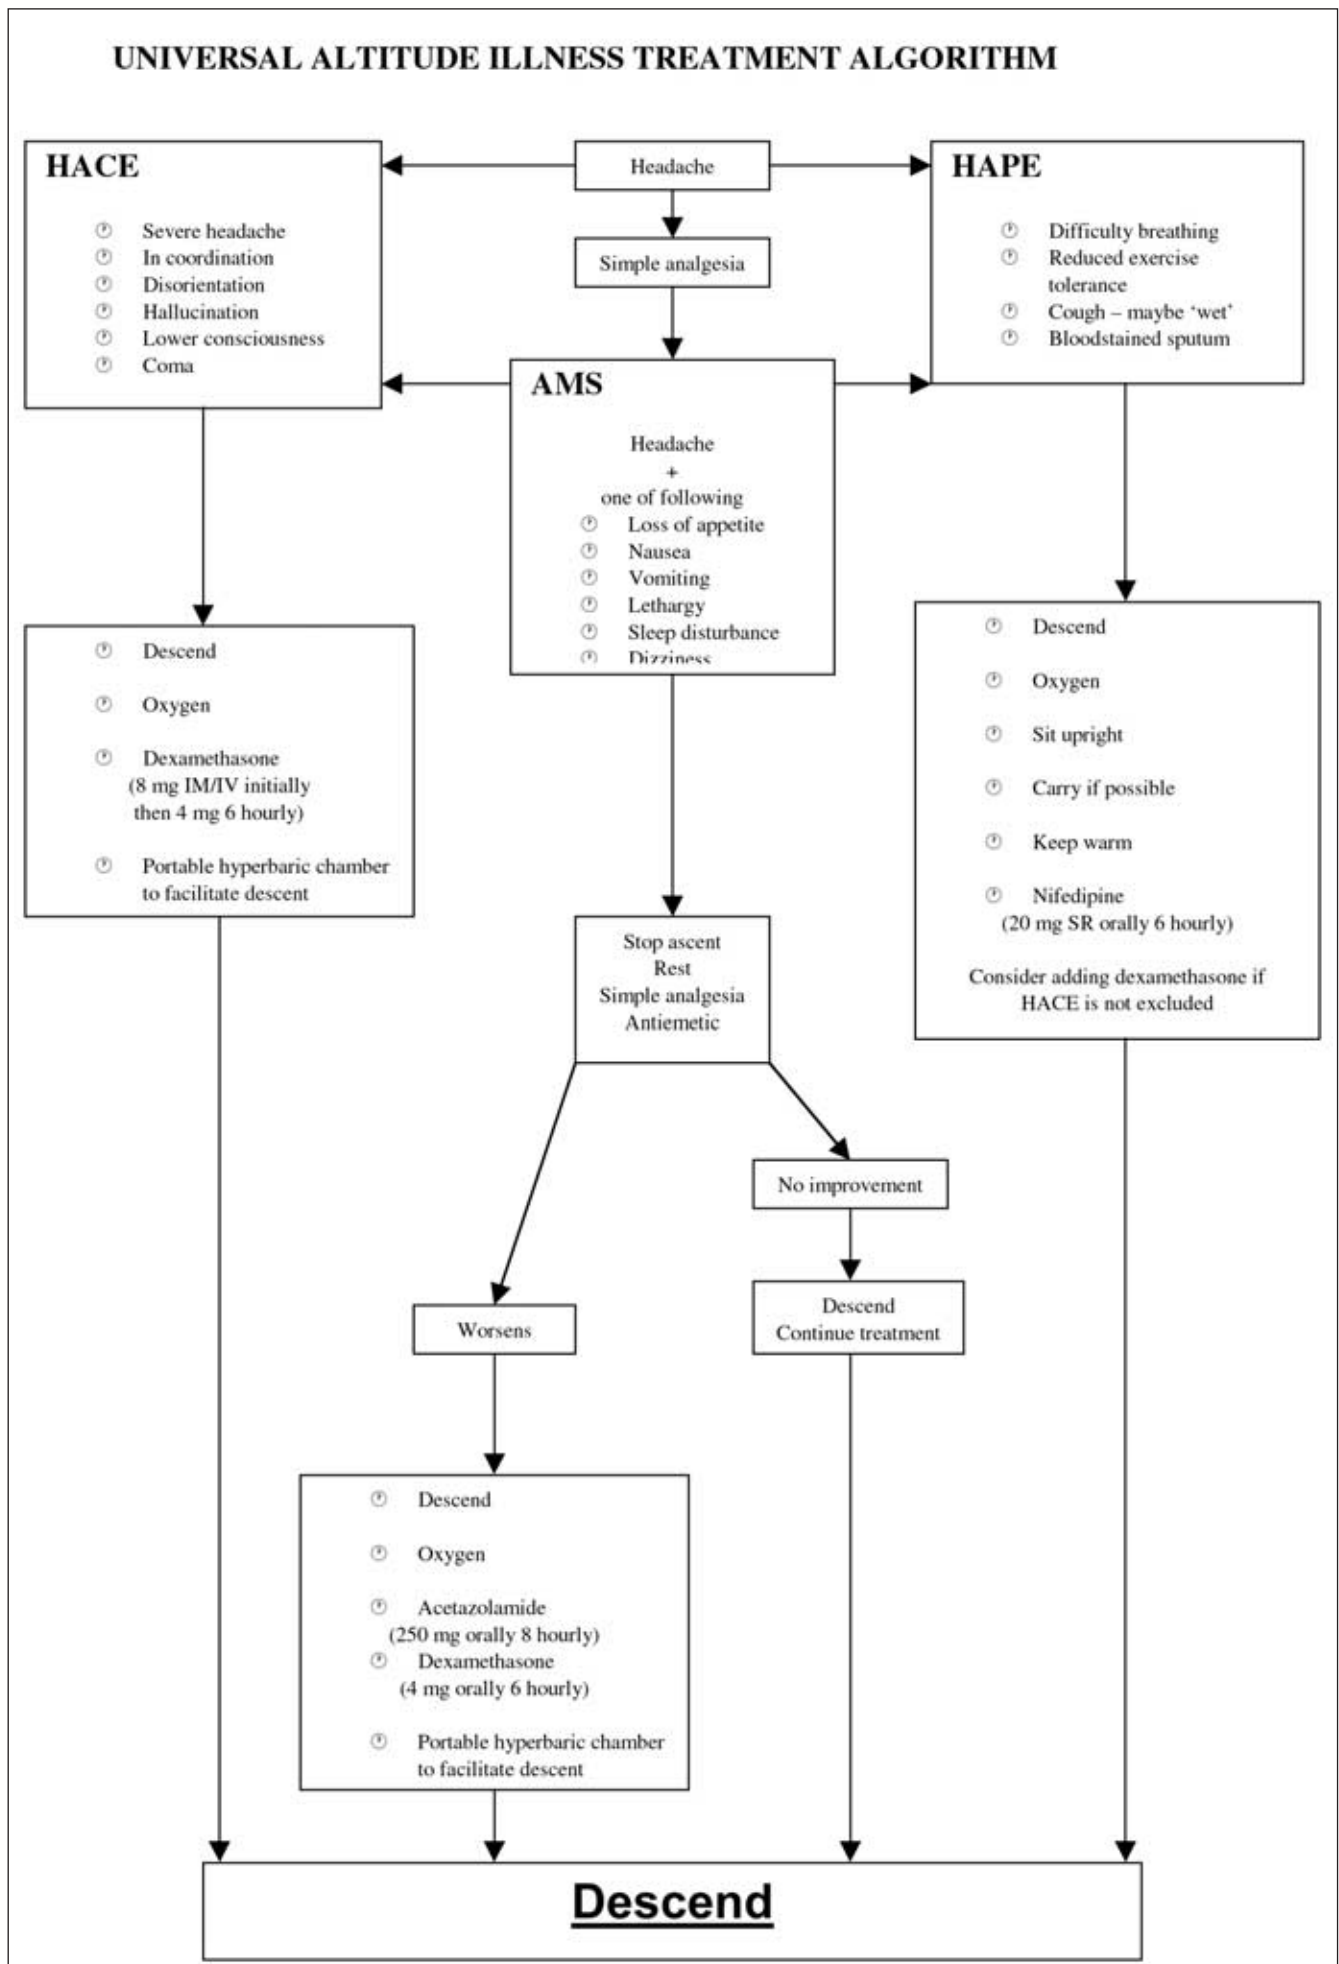 UNIVERSAL ALTITUDE ILLNESS TREATMENT ALGORITHM
HACE
Severe headache
In coordination
Disorientation
Hallucination
Lower consciousness
Coma
Headache
Simple analgesia
HAPE
Difficulty breathing
Reduced exercise
tolerance
Cough – maybe ‘wet’
Bloodstained sputum
AMS
Headache
+
one of following
Loss of appetite
Nausea
Vomiting
Lethargy
Sleep disturbance
Dizziness
Descend
Oxygen
Dexamethasone
(8 mg IM/IV initially
then 4 mg 6 hourly)
Portable hyperbaric chamber
to facilitate descent
Descend
Oxygen
Sit upright
Carry if possible
Keep warm
Nifedipine
(20 mg SR orally 6 hourly)
Consider adding dexamethasone if
HACE is not excluded
Stop ascent
Rest
Simple analgesia
Antiemetic
No improvement
Descend
Continue treatment
Worsens
Descend
Oxygen
Acetazolamide
(250 mg orally 8 hourly)
Dexamethasone
(4 mg orally 6 hourly)
Portable hyperbaric chamber
to facilitate descent
Descend